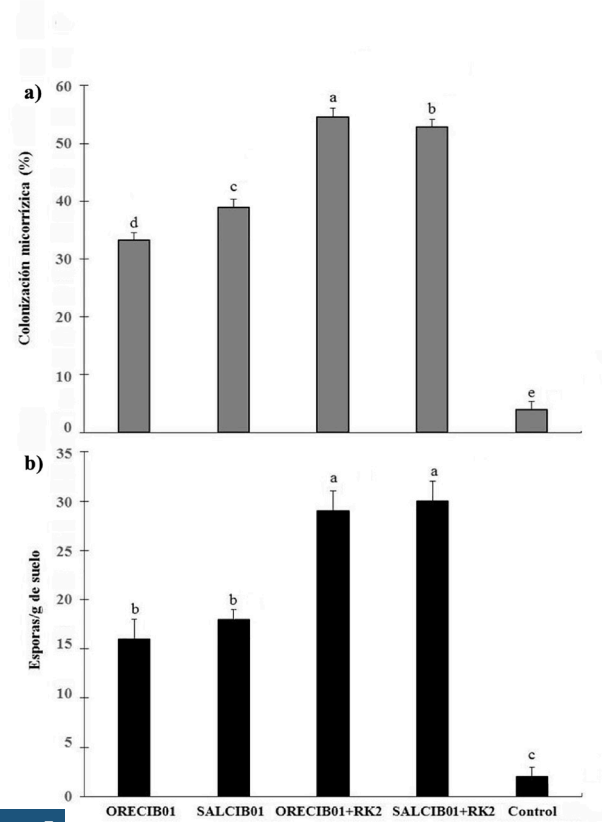 a)
Colonización micorrízica (%)
60
50
40
30
20
10
0
d
c
a
b
e
b)
Esporas/g de suelo
35
30
25
20
15
10
5
0
b
b
a
a
c
ORECIB01 SALCIB01 ORECIB01+RK2 SALCIB01+RK2 Control